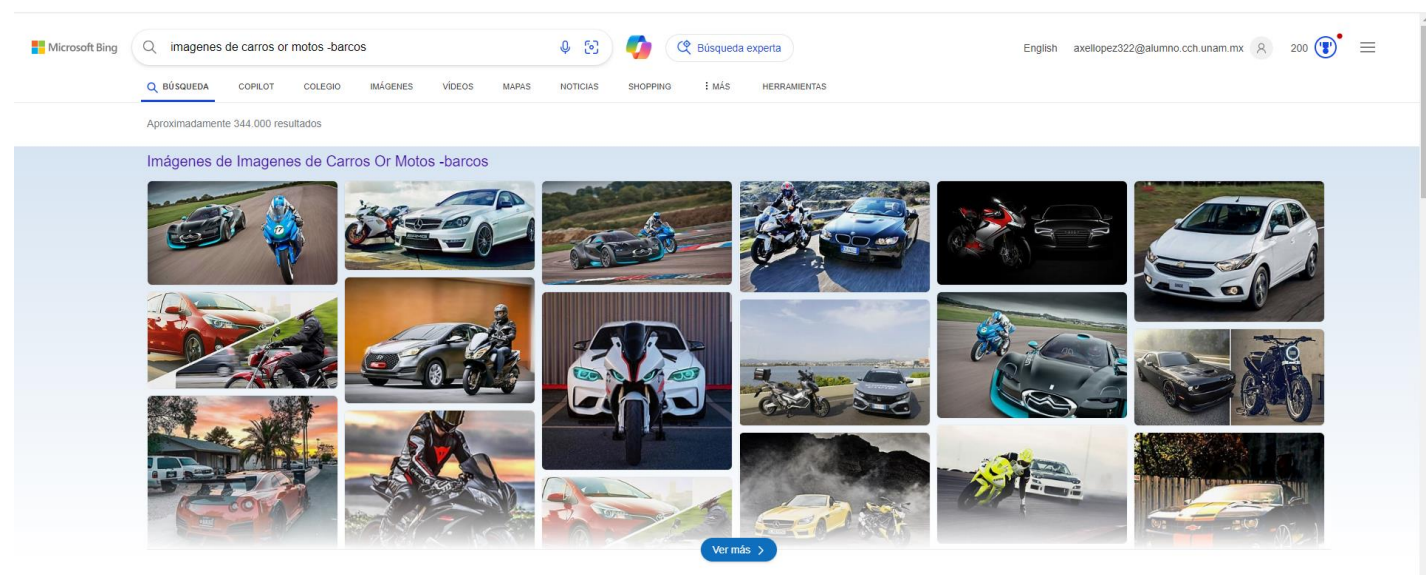 Microsoft Bing
imagenes de carros or motos -barcos
Búsqueda experta
English
axellopez322@alumno.cch.unam.mx
200
BÚSQUEDA
COPILOT
COLEGIO
IMÁGENES
VÍDEOS
MAPAS
NOTICIAS
SHOPPING
MÁS
HERRAMIENTAS
Aproximadamente 344.000 resultados
Imágenes de Imagenes de Carros Or Motos -barcos
Ver más